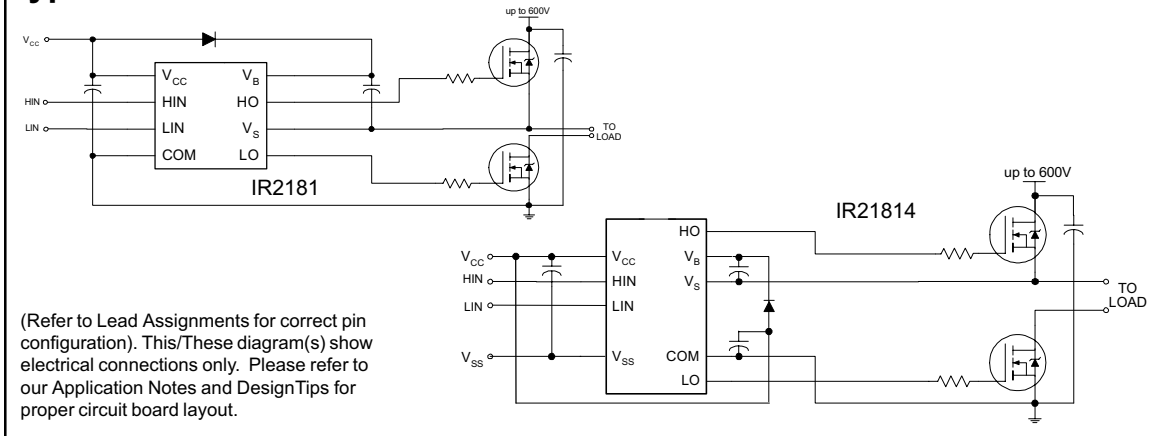 up to 600V
VCC
VCC VB
HIN HIN HO
LIN LIN VS
COM LO
TO
LOAD
IR2181
up to 600V
IR21814
HO
VCC VCC VB
HIN HIN VS
LIN LIN
TO
LOAD
VSS VSS COM
LO
(Refer to Lead Assignments for correct pin
configuration). This/These diagram(s) show
electrical connections only. Please refer to
our Application Notes and DesignTips for
proper circuit board layout.